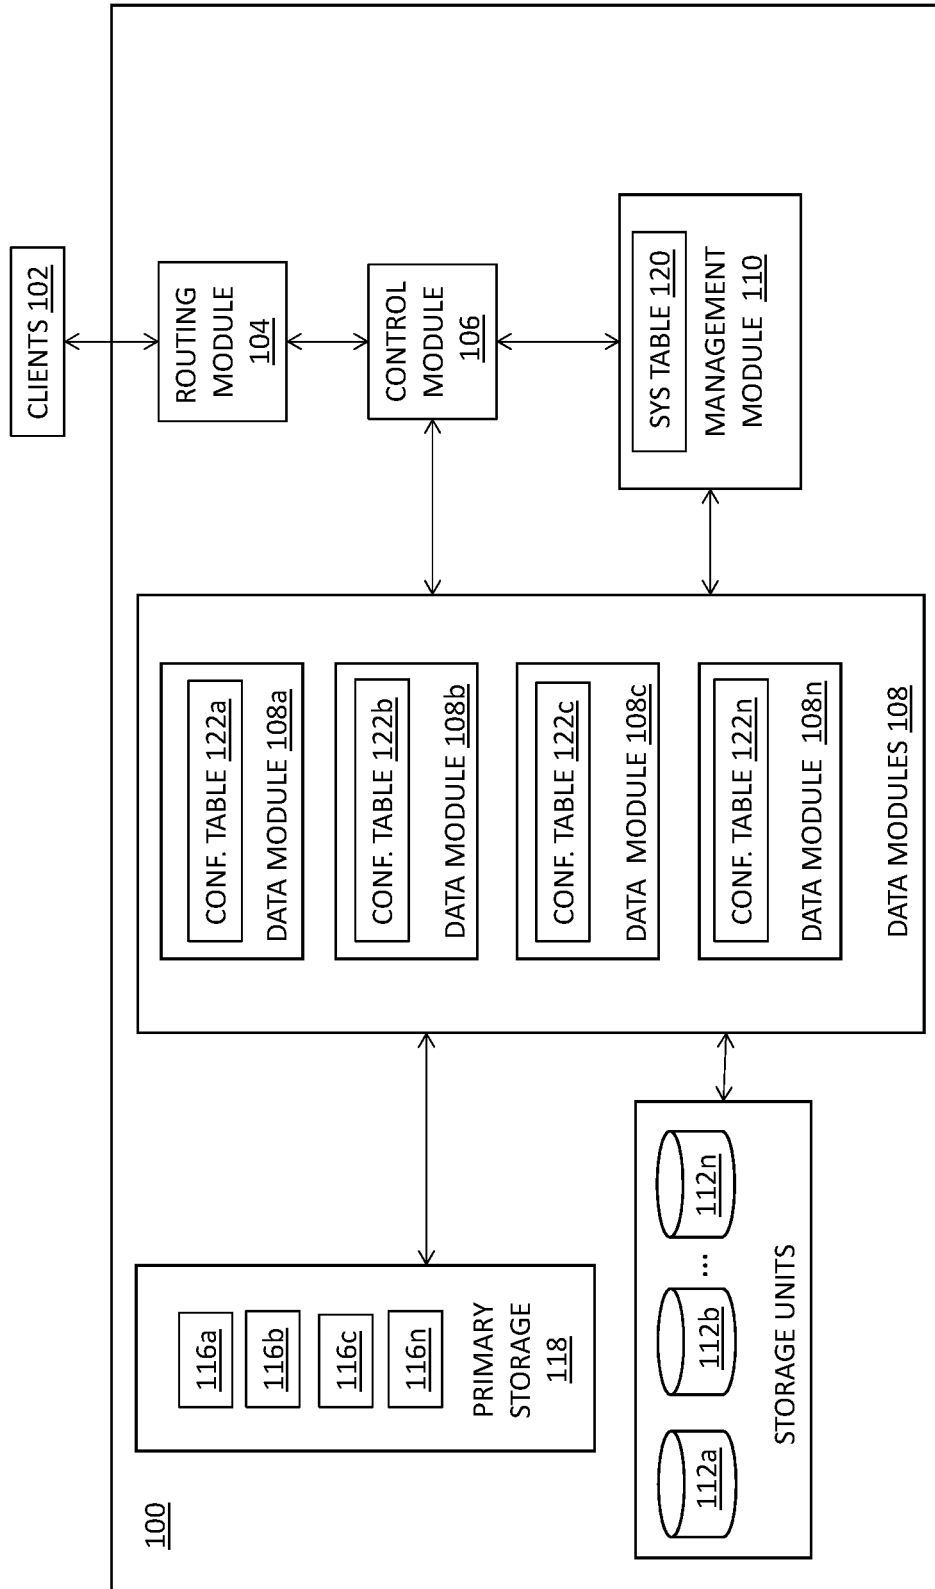 100
116a
116b
116c
116n
PRIMARY
STORAGE
118
112a
112b
...
112n
STORAGE UNITS
CONF. TABLE 122a
DATA MODULE 108a
CONF. TABLE 122b
DATA MODULE 108b
CONF. TABLE 122c
DATA MODULE 108c
CONF. TABLE 122n
DATA MODULE 108n
DATA MODULES 108
CLIENTS 102
ROUTING
MODULE
104
CONTROL
MODULE
106
SYS TABLE 120
MANAGEMENT
MODULE 110